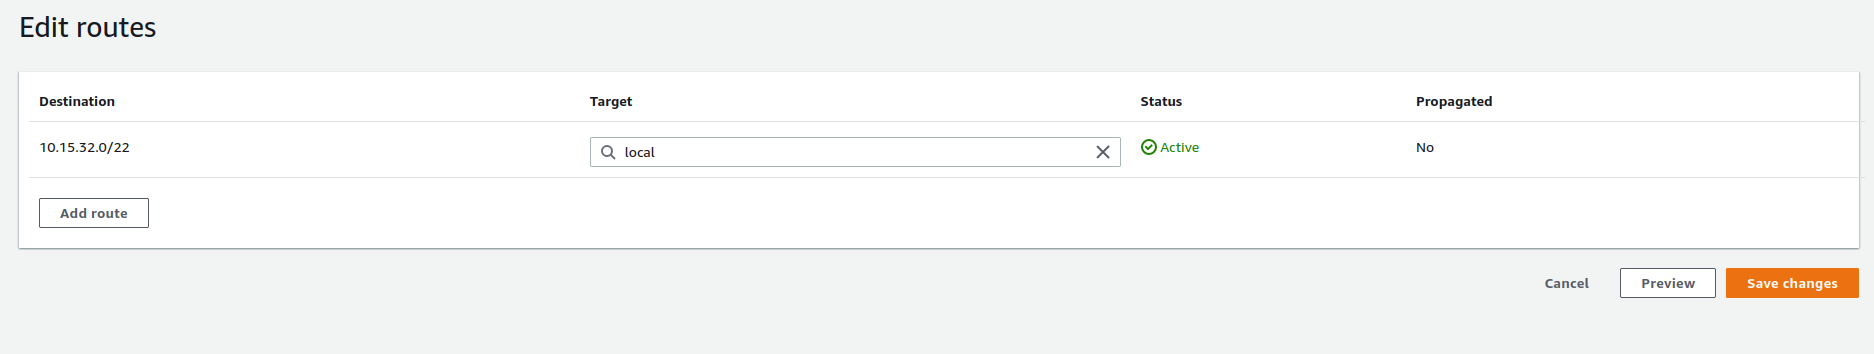 Edit routes
Destination Target Status Propagated
10.15.32.0/22 local Active No
Add route
Cancel Preview Save changes